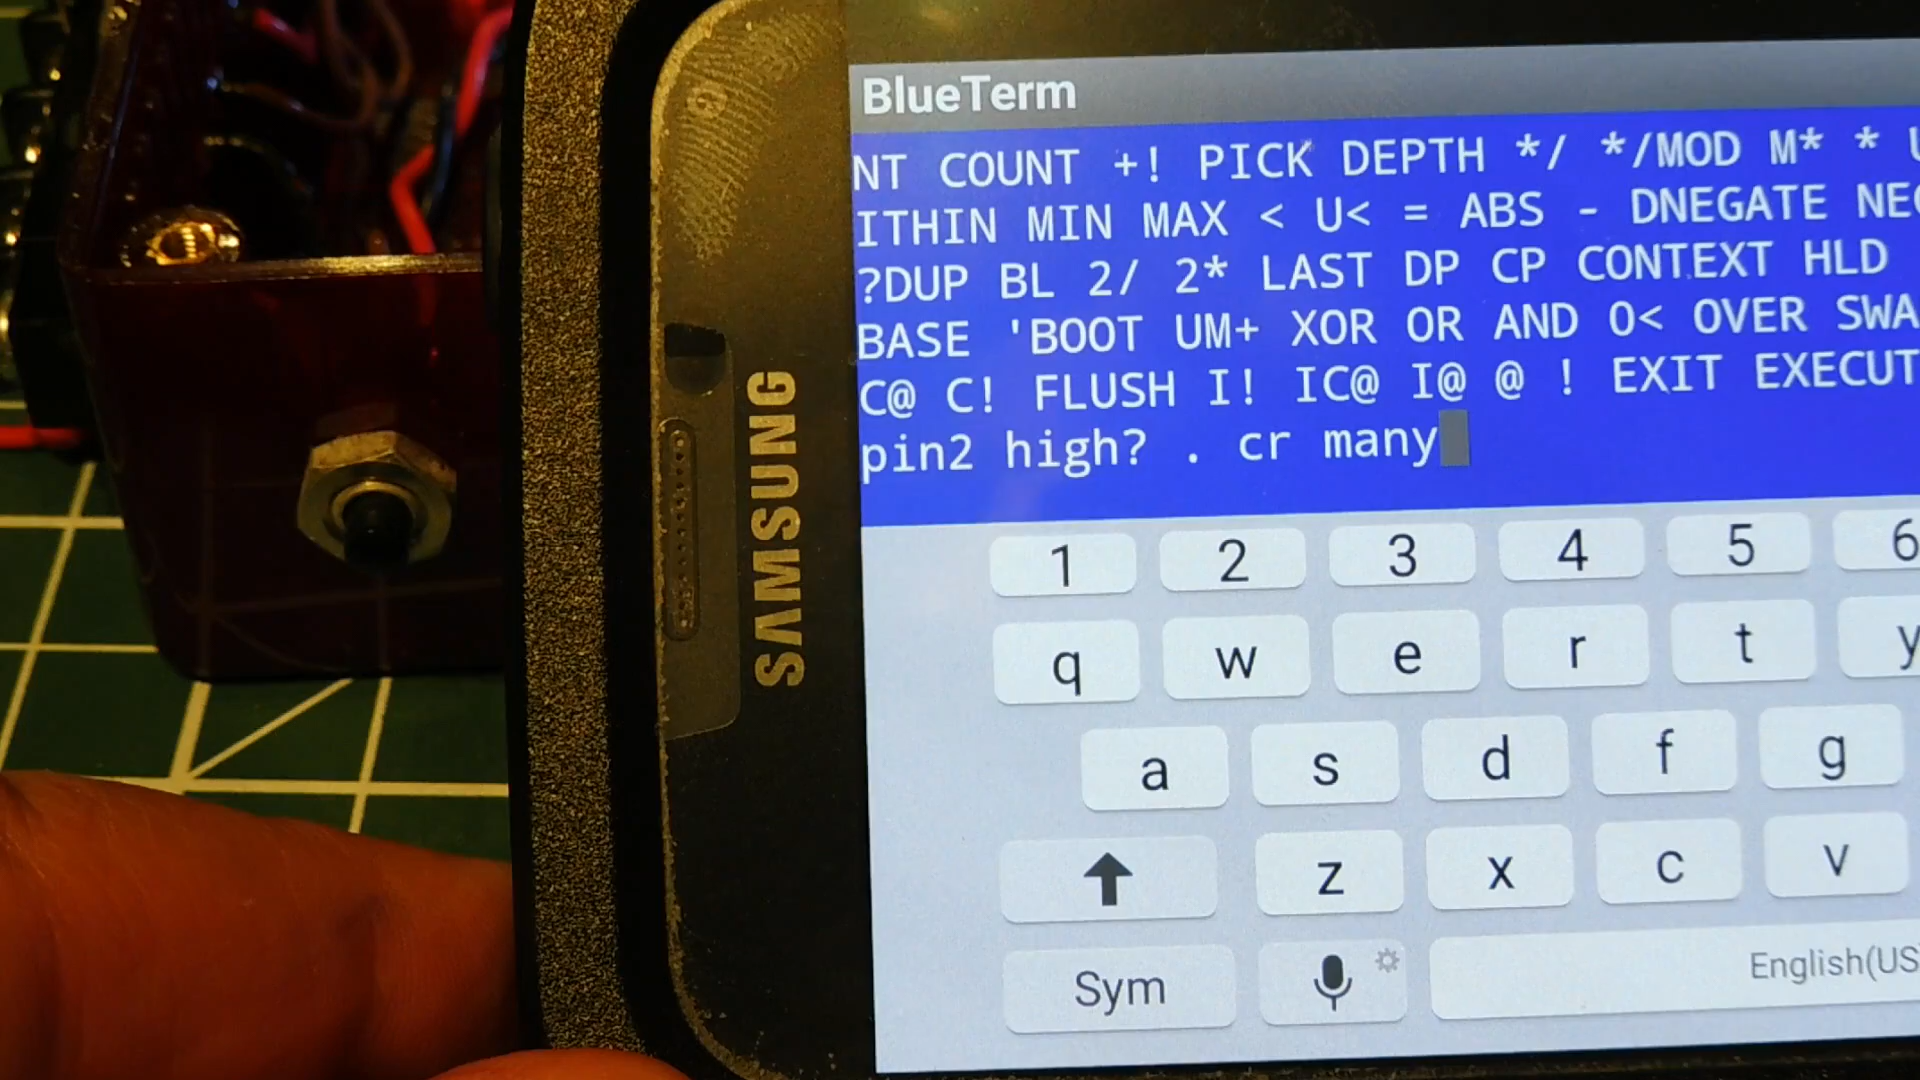 BlueTerm
NT COUNT +! PICK DEPTH */ */MOD M* *
ITHIN MIN MAX < U< = ABS - DNEGATE
?DUP BL 2/ 2* LAST DP CP CONTEXT HLD
BASE 'BOOT UM+ XOR OR AND 0< OVER SWA
C@ C! FLUSH I! IC@ I@ @ ! EXIT EXECUT
pin2 high? . cr many
SAMSUNG
1 2 3 4 5 6
q w e r t y
a s d f g
z x c v
Sym English(US